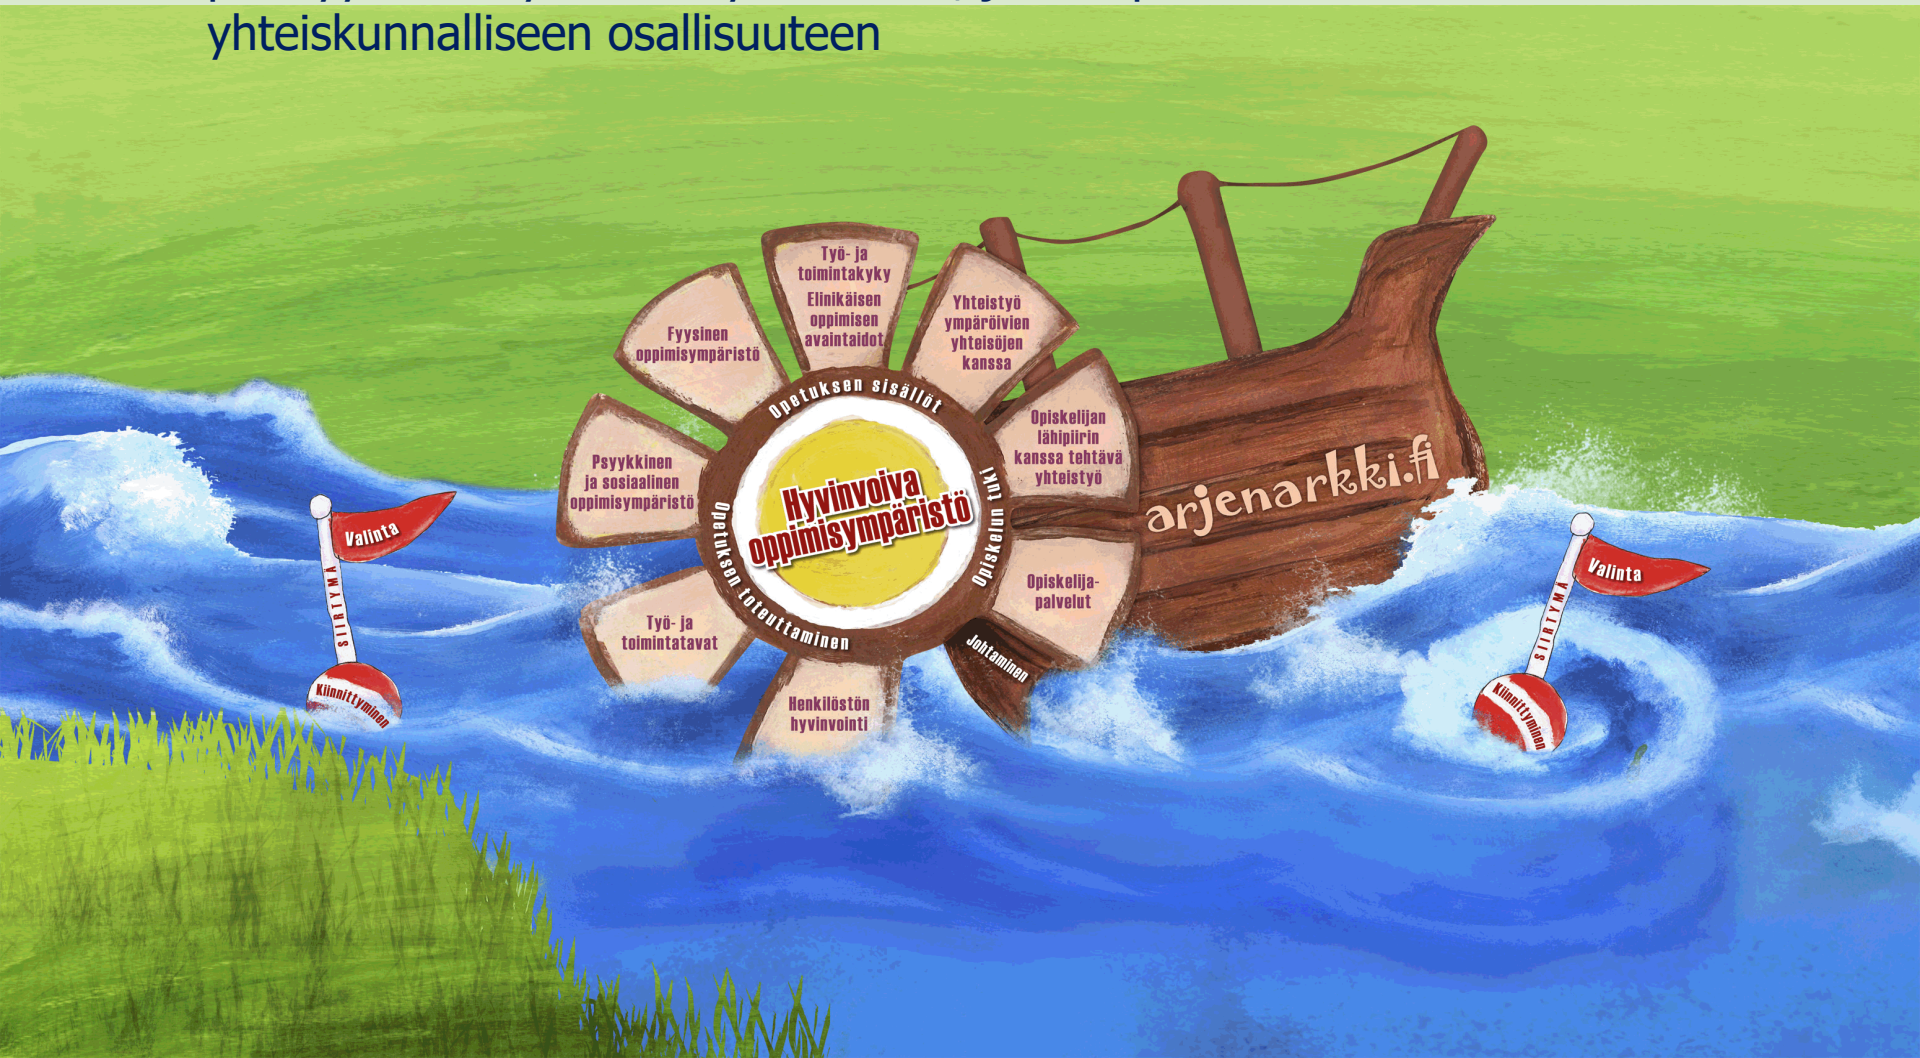 yhteiskunnalliseen osallisuuteen
Työ- ja
toimintakyky
Elinikäisen
oppimisen
avaintaidot
Yhteistyö
ympäröivien
yhteisöjen
kanssa
Fyysinen
oppimisympäristö
Opiskelijan
lähipiirin
kanssa tehtävä
yhteistyö
Psyykkinen
ja sosiaalinen
oppimisympäristö
Opetuksen sisällöt
Opiskelun tuki
Opetuksen toteuttaminen
Hyvinvoiva
oppimisympäristö
arjenarkki.fi
Opiskelija-
palvelut
Työ- ja
toimintatavat
Johtaminen
Henkilöstön
hyvinvointi
Valinta
SIIRTYMÄ
Kiinnittyminen
Valinta
SIIRTYMÄ
Kiinnittyminen